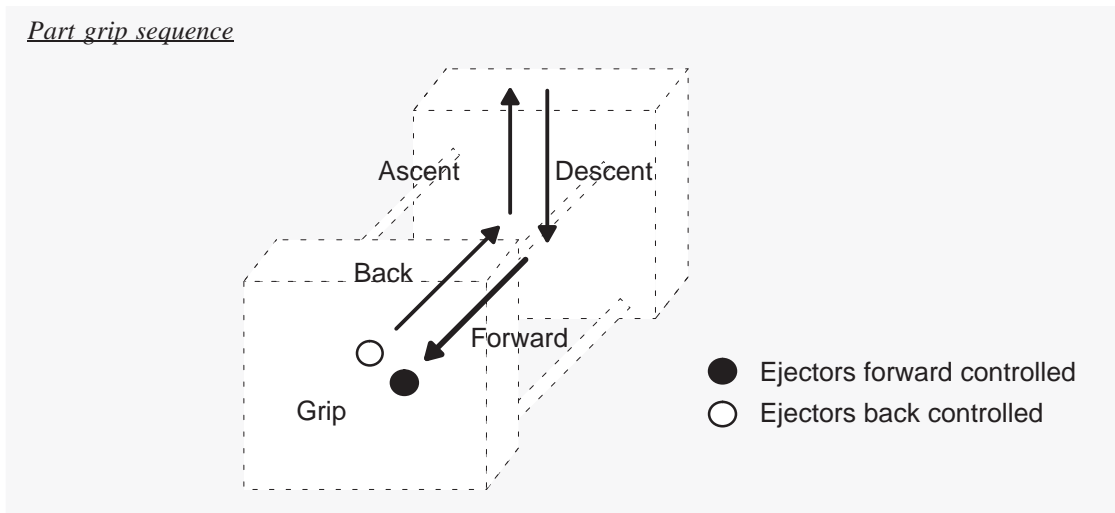 Part grip sequence
Ascent
Descent
Back
Forward
Grip
Ejectors forward controlled
Ejectors back controlled